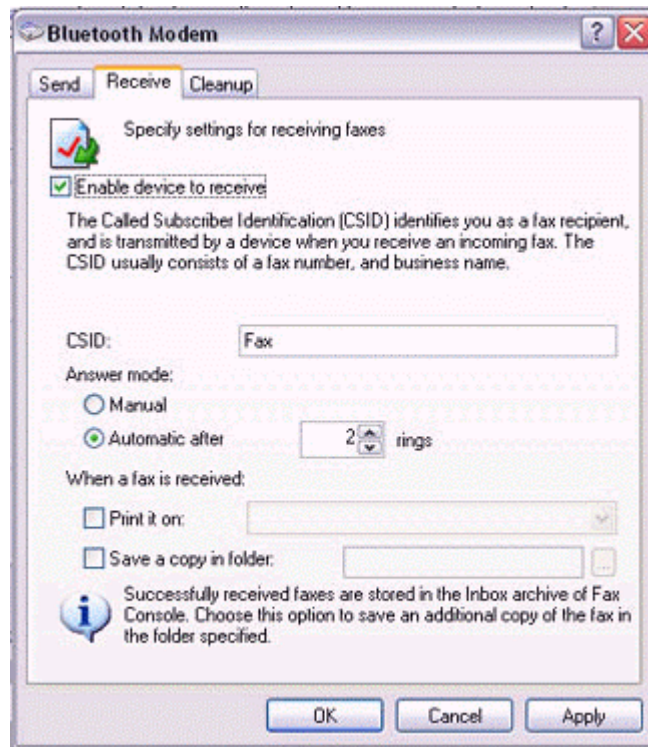 Bluetooth Modem
Send Receive Cleanup
Specify settings for receiving faxes
Enable device to receive
The Called Subscriber Identification (CSID) identifies you as a fax recipient,
and is transmitted by a device when you receive an incoming fax. The
CSID usually consists of a fax number, and business name.
CSID: Fax
Answer mode:
Manual
Automatic after 2 rings
When a fax is received:
Print it on:
Save a copy in folder: ...
Successfully received faxes are stored in the Inbox archive of Fax
Console. Choose this option to save an additional copy of the fax in
the folder specified.
OK Cancel Apply